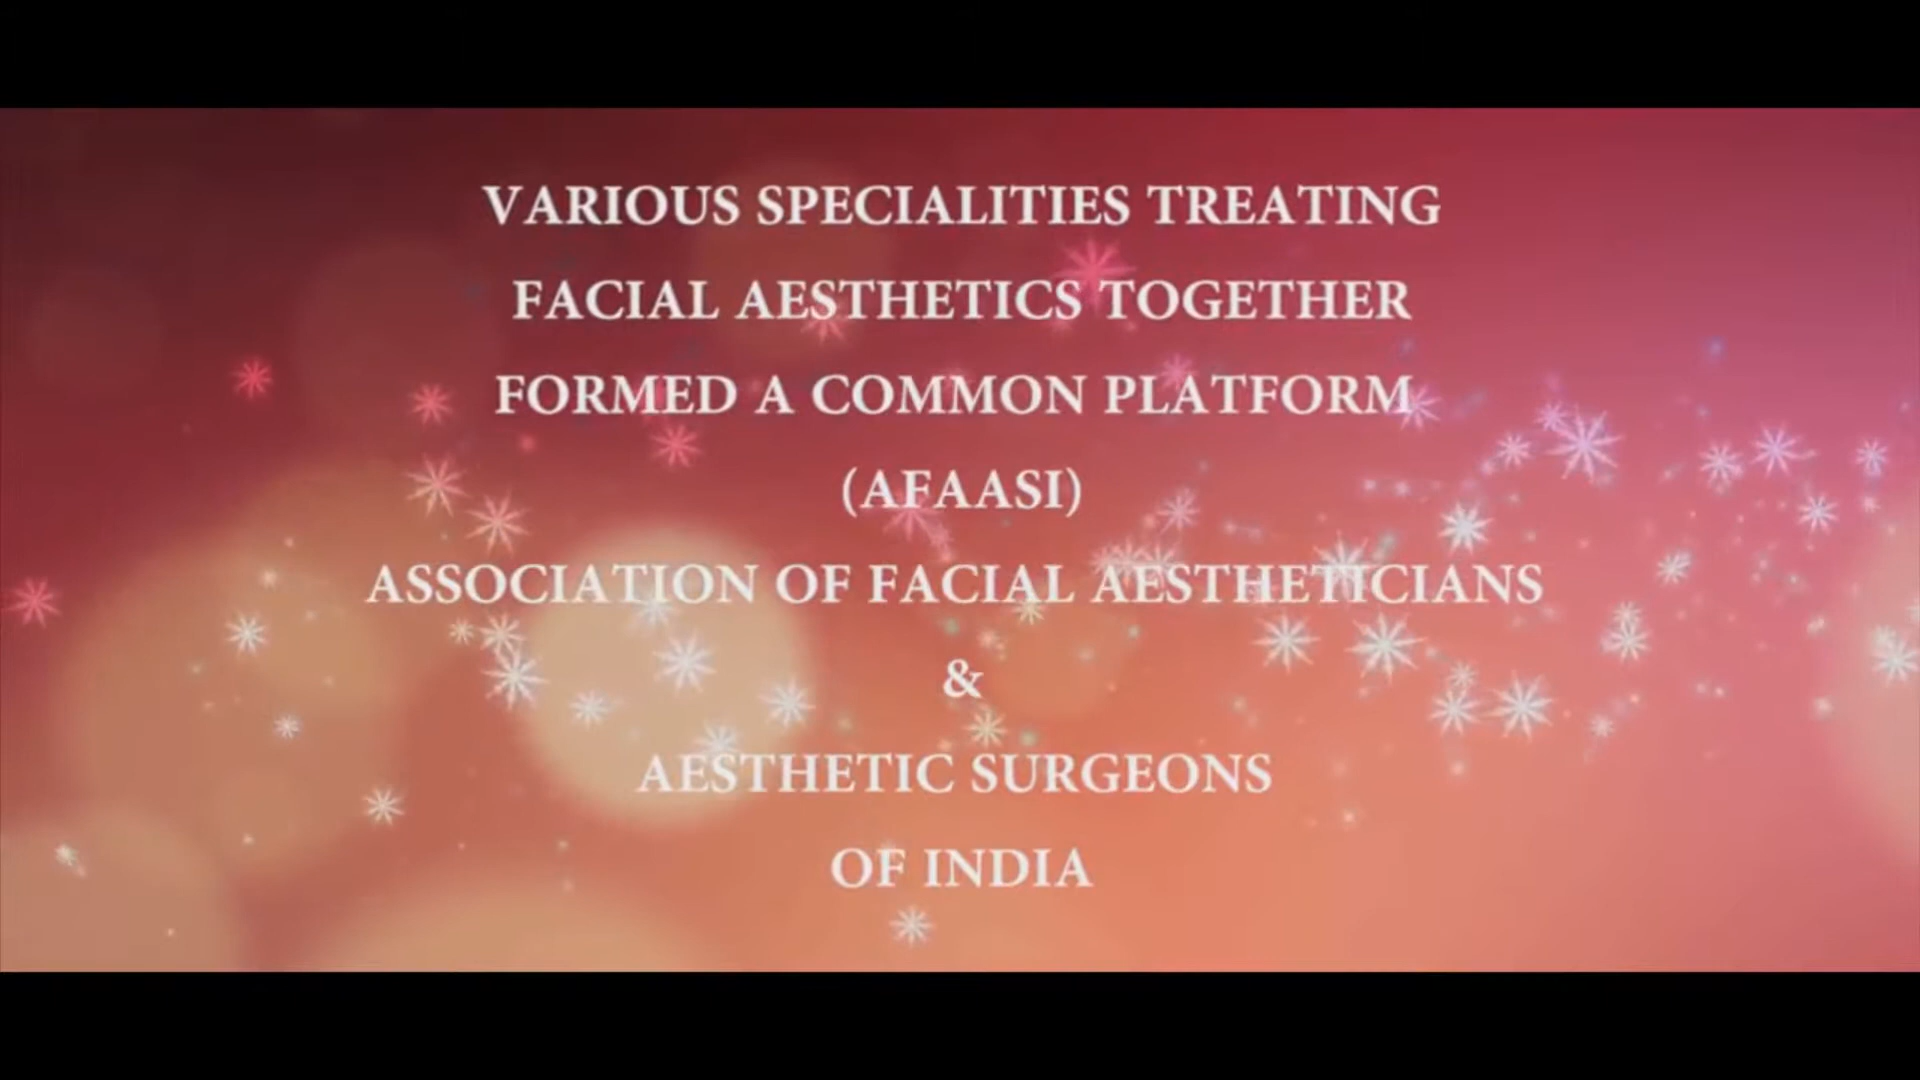 VARIOUS SPECIALITIES TREATING
FACIAL AESTHETICS TOGETHER
FORMED A COMMON PLATFORM
(AFAASI)
ASSOCIATION OF FACIAL AESTHETICIANS
&
AESTHETIC SURGEONS
OF INDIA